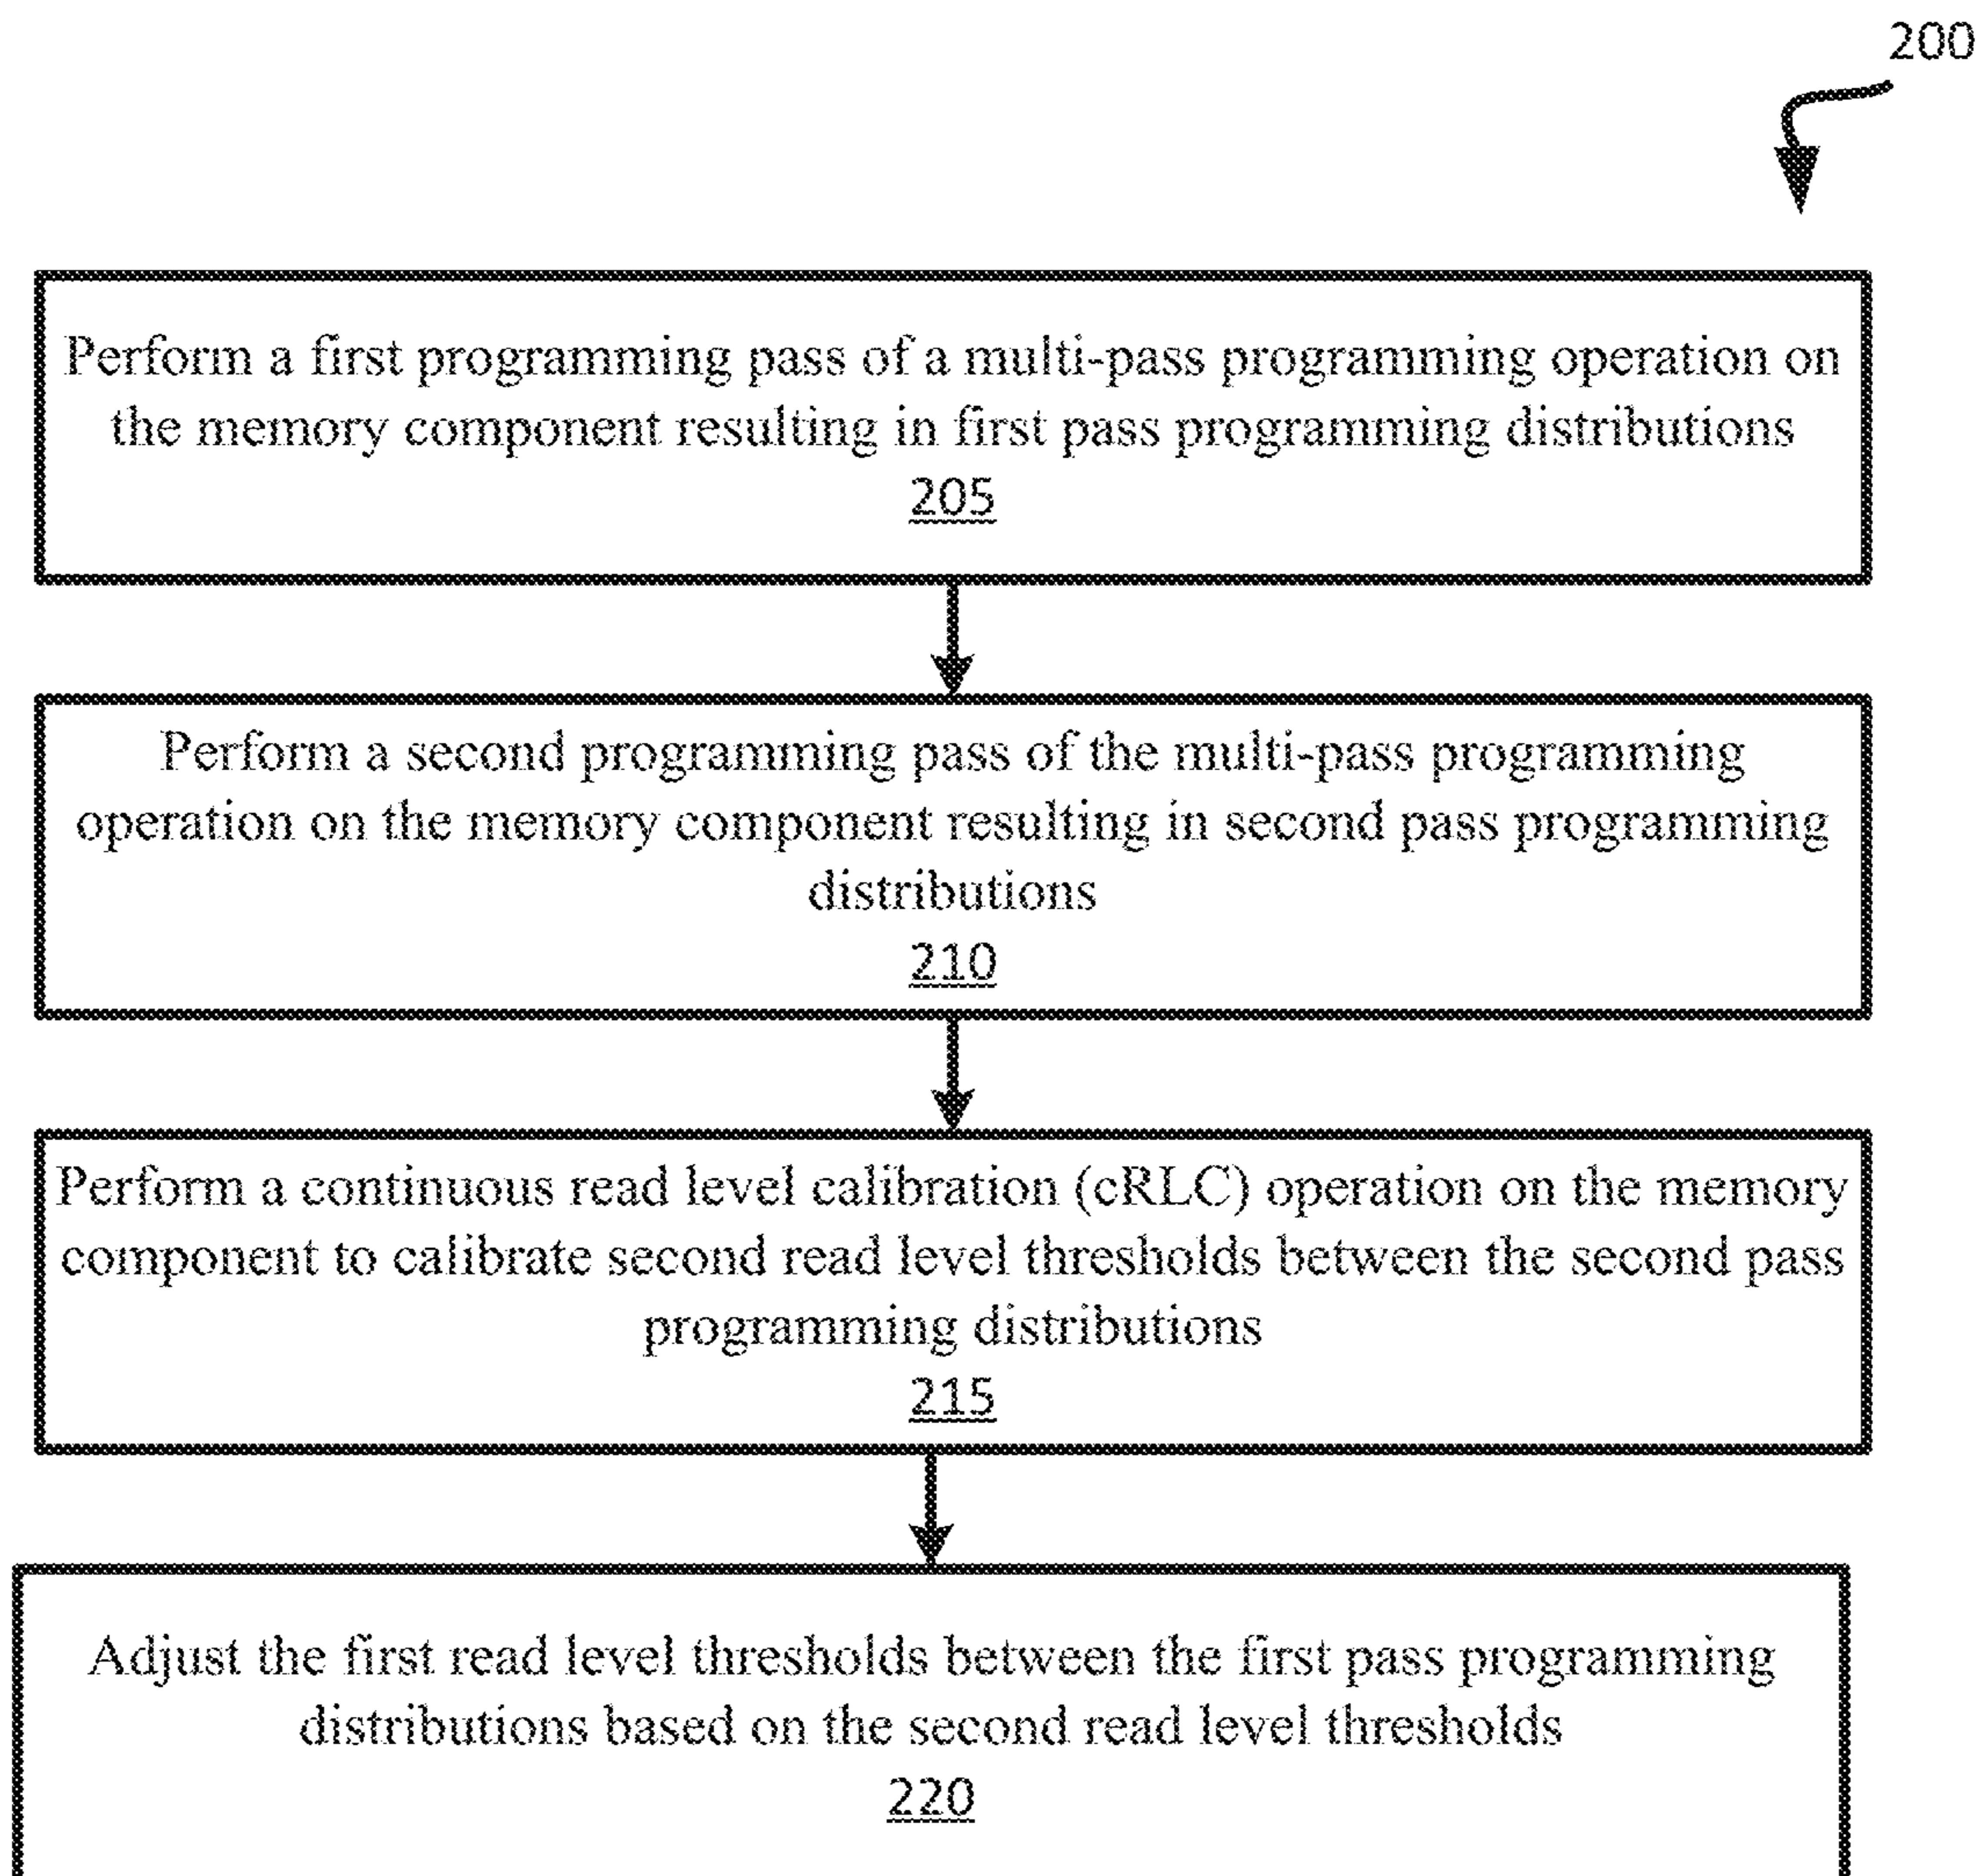 200
Perform a first programming pass of a multi-pass programming operation on
the memory component resulting in first pass programming distributions
205
Perform a second programming pass of the multi-pass programming
operation on the memory component resulting in second pass programming
distributions
210
Perform a continuous read level calibration (cRLC) operation on the memory
component to calibrate second read level thresholds between the second pass
programming distributions
215
Adjust the first read level thresholds between the first pass programming
distributions based on the second read level thresholds
220